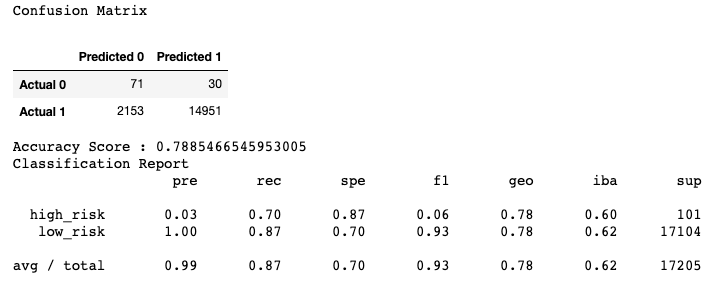 Confusion Matrix
Predicted 0 Predicted 1
Actual 0 71 30
Actual 1 2153 14951
Accuracy Score : 0.7885466545953005
Classification Report
pre rec spe f1 geo iba sup
high_risk 0.03 0.70 0.87 0.06 0.78 0.60 101
low_risk 1.00 0.87 0.70 0.93 0.78 0.62 17104
avg / total 0.99 0.87 0.70 0.93 0.78 0.62 17205